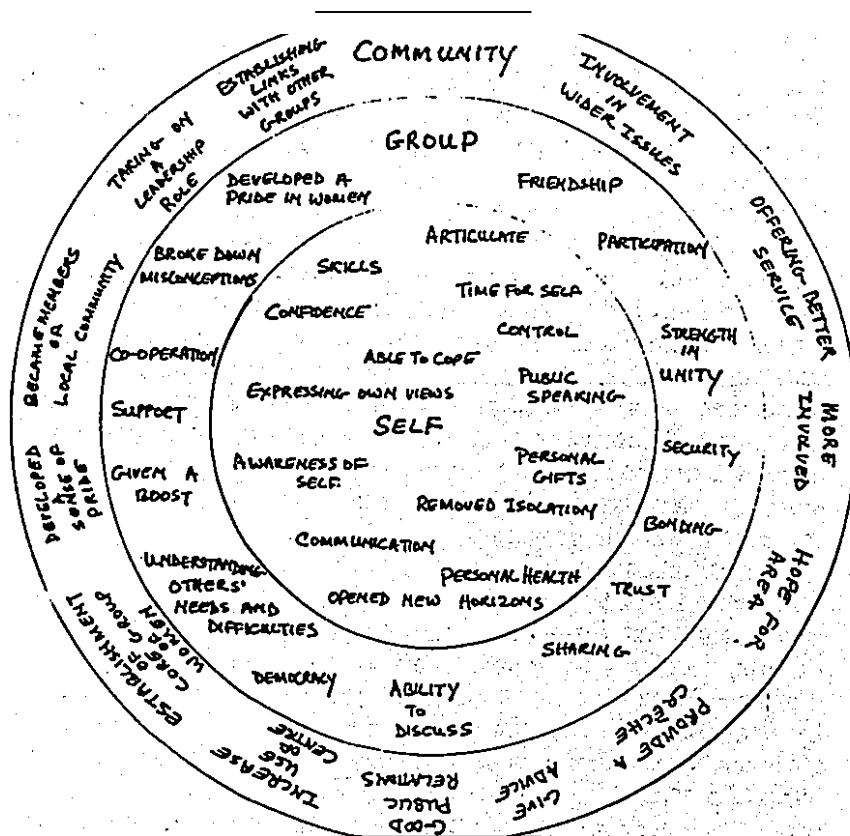 COMMUNITY
INVOLVEMENT
IN
WIDER ISSUES
OFFERING BETTER
SERVICE
MORE
INVOLVED
HOPE FOR
AREA
PROVIDE A
CRECHE
GIVE
ADVICE
GOOD
PUBLIC
RELATIONS
INCREASE
USE
OF
CENTRE
ESTABLISHMENT
OF
CORE GROUP
OF
WOMEN
DEVELOPED
A
SENSE OF
PRIDE
BECAME MEMBERS
OF
LOCAL COMMUNITY
TAKING ON
A
LEADERSHIP
ROLE
ESTABLISHING
LINKS
WITH OTHER
GROUPS
GROUP
FRIENDSHIP
PARTICIPATION
STRENGTH
IN
UNITY
SECURITY
BONDING
TRUST
SHARING
ABILITY
TO
DISCUSS
DEMOCRACY
UNDERSTANDING
OTHERS'
NEEDS AND
DIFFICULTIES
GIVEN A
BOOST
SUPPORT
CO-OPERATION
BROKE DOWN
MISCONCEPTIONS
DEVELOPED A
PRIDE IN WOMEN
ARTICULATE
SKILLS
TIME FOR SELF
CONFIDENCE
CONTROL
ABLE TO COPE
EXPRESSING OWN VIEWS
PUBLIC
SPEAKING
SELF
AWARENESS OF
SELF
PERSONAL
GIFTS
REMOVED ISOLATION
COMMUNICATION
PERSONAL HEALTH
OPENED NEW HORIZONS